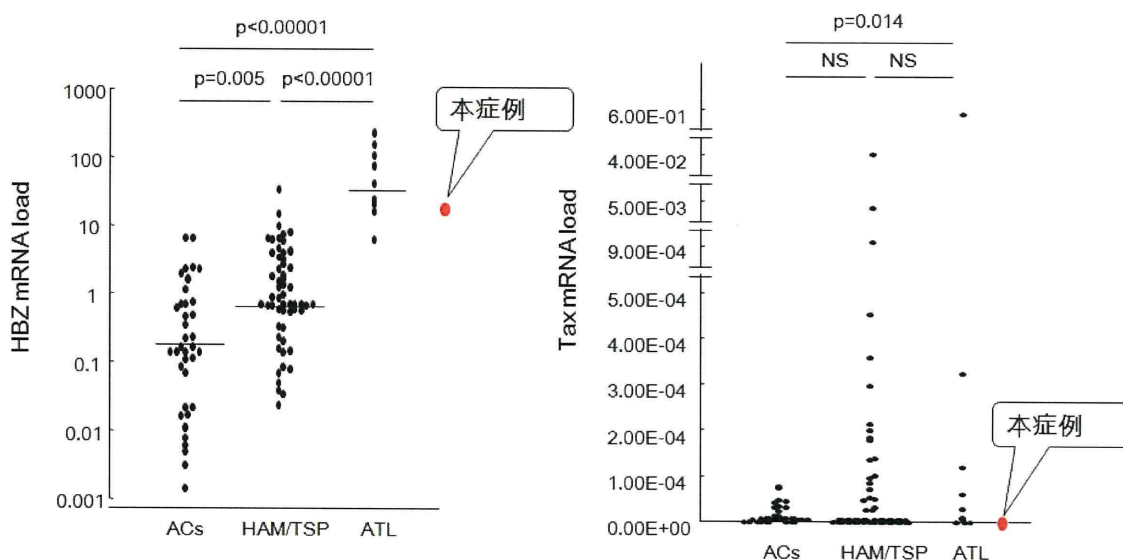 p<0.00001
p=0.005
p<0.00001
1000
100
10
1
0.1
0.01
0.001
HBZ mRNA load
ACs
HAM/TSP
ATL
本症例
p=0.014
NS
NS
6.00E-01
4.00E-02
5.00E-03
9.00E-04
5.00E-04
4.00E-04
3.00E-04
2.00E-04
1.00E-04
0.00E+00
Tax mRNA load
ACs
HAM/TSP
ATL
本症例